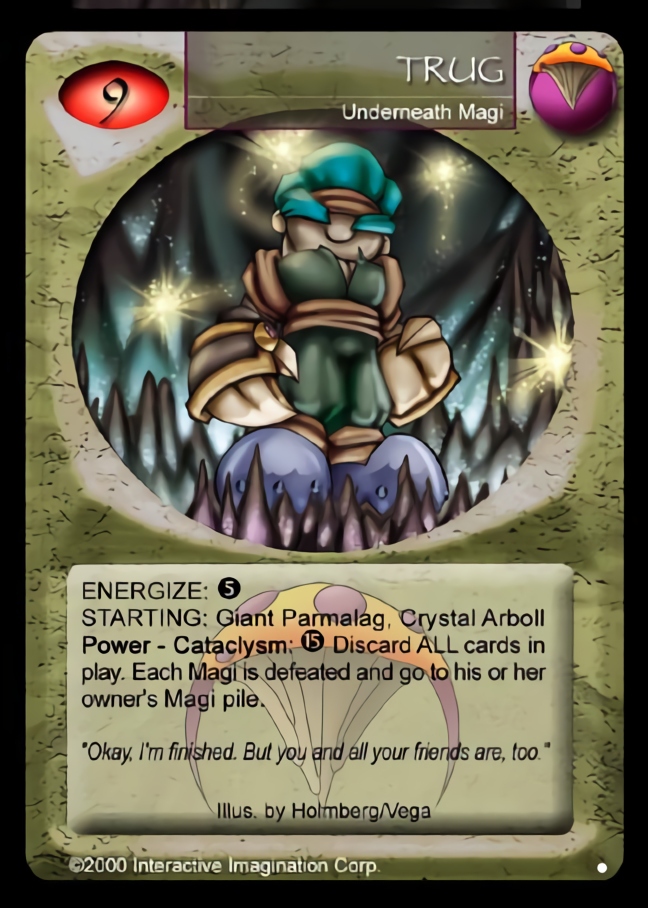 9
TRUG
Underneath Magi
ENERGIZE: ❺
STARTING: Giant Parmalag, Crystal Arboll
Power - Cataclysm: ⓯ Discard ALL cards in
play. Each Magi is defeated and go to his or her
owner's Magi pile.
"Okay, I'm finished. But you and all your friends are, too."
Illus. by Holmberg/Vega
©2000 Interactive Imagination Corp.